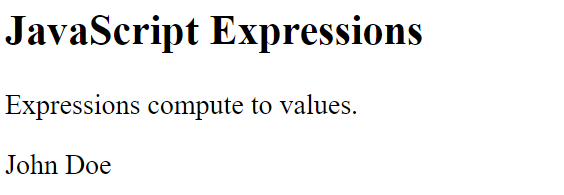 JavaScript Expressions
Expressions compute to values.
John Doe